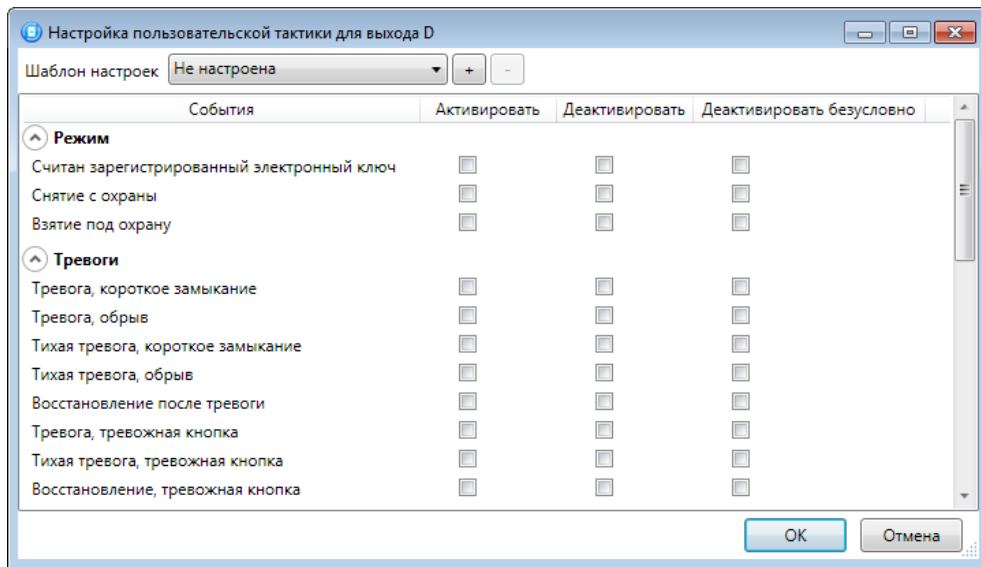 Настройка пользовательской тактики для выхода D
Шаблон настроек Не настроена + -
События Активировать Деактивировать Деактивировать безусловно
Режим
Считан зарегистрированный электронный ключ
Снятие с охраны
Взятие под охрану
Тревоги
Тревога, короткое замыкание
Тревога, обрыв
Тихая тревога, короткое замыкание
Тихая тревога, обрыв
Восстановление после тревоги
Тревога, тревожная кнопка
Тихая тревога, тревожная кнопка
Восстановление, тревожная кнопка
ОК Отмена